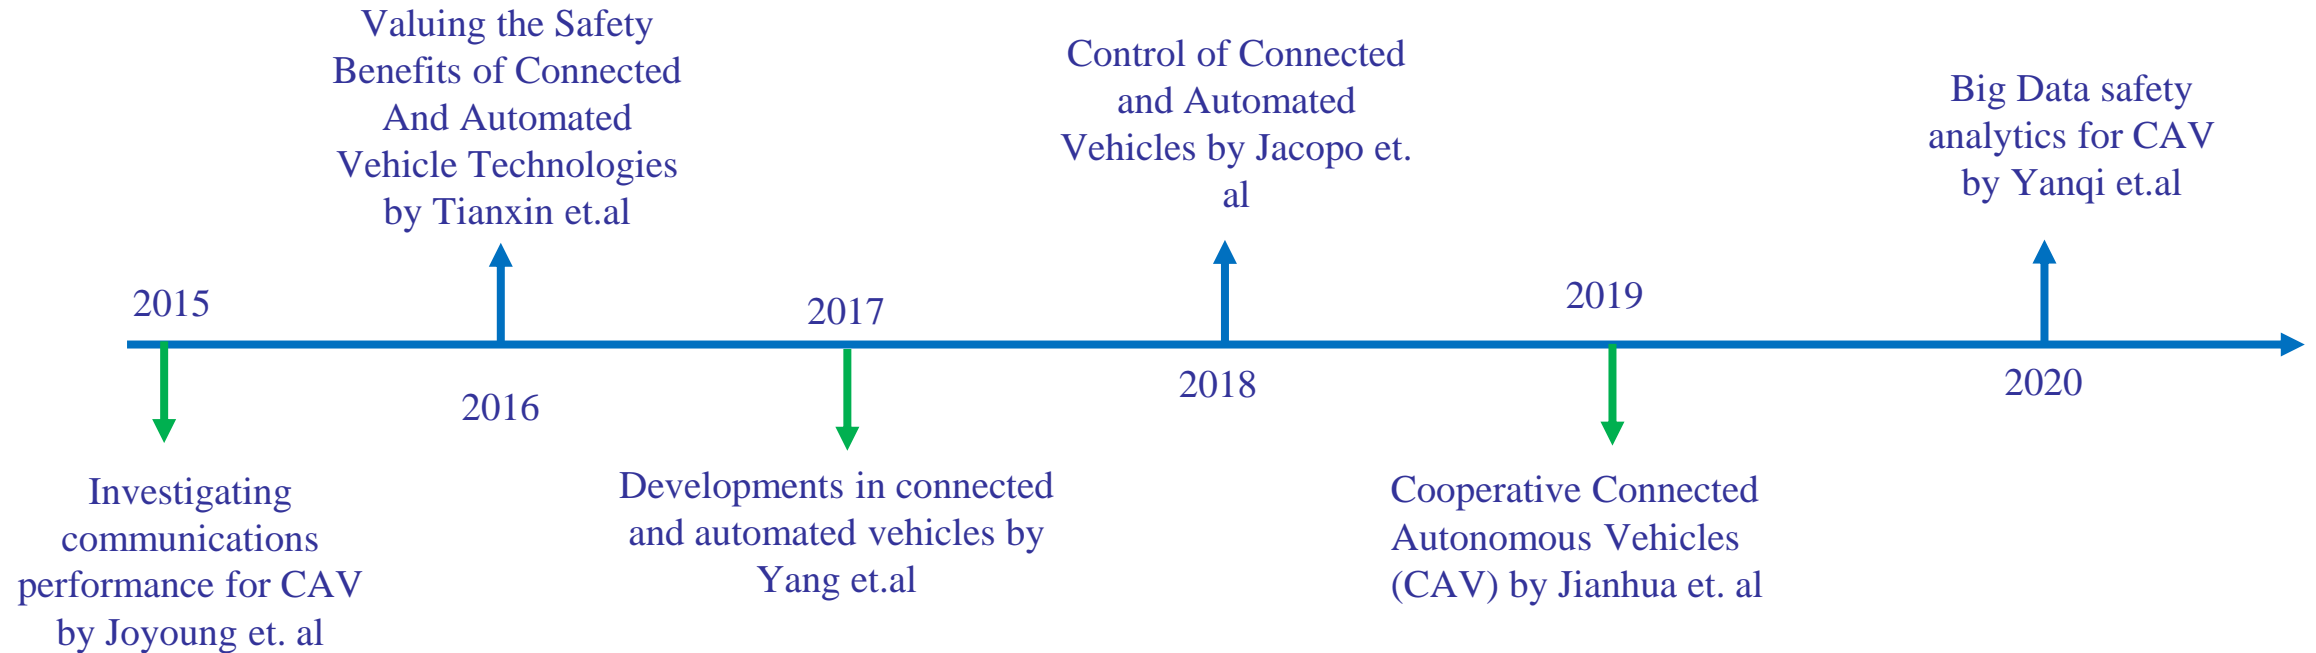 Valuing the Safety
Benefits of Connected
And Automated
Vehicle Technologies
by Tianxin et.al
Control of Connected
and Automated
Vehicles by Jacopo et.
al
Big Data safety
analytics for CAV
by Yanqi et.al
2015
2017
2019
2016
2018
2020
Investigating
communications
performance for CAV
by Joyoung et. al
Developments in connected
and automated vehicles by
Yang et.al
Cooperative Connected
Autonomous Vehicles
(CAV) by Jianhua et. al